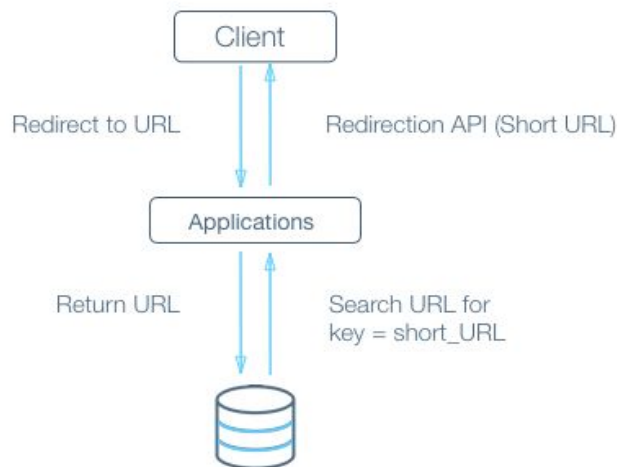 Client
Redirect to URL
Redirection API (Short URL)
Applications
Return URL
Search URL for
key = short_URL